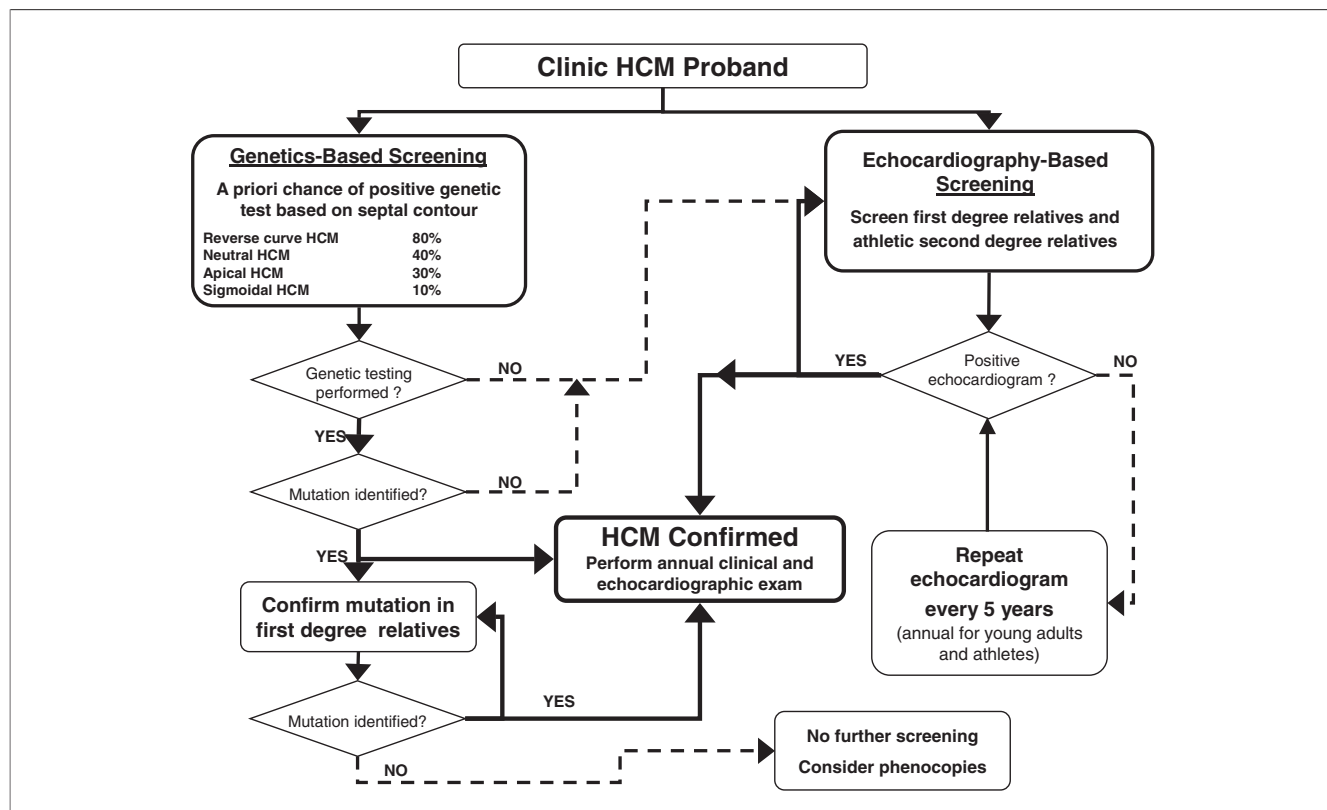 Clinic HCM Proband
Genetics-Based Screening
A priori chance of positive genetic
test based on septal contour
Reverse curve HCM 80%
Neutral HCM 40%
Apical HCM 30%
Sigmoidal HCM 10%
Echocardiography-Based
Screening
Screen first degree relatives and
athletic second degree relatives
Genetic testing
performed ?
NO
YES
Positive
echocardiogram ?
YES
NO
Mutation identified?
NO
YES
HCM Confirmed
Perform annual clinical and
echocardiographic exam
Repeat
echocardiogram
every 5 years
(annual for young adults
and athletes)
Confirm mutation in
first degree relatives
Mutation identified?
YES
NO
No further screening
Consider phenocopies